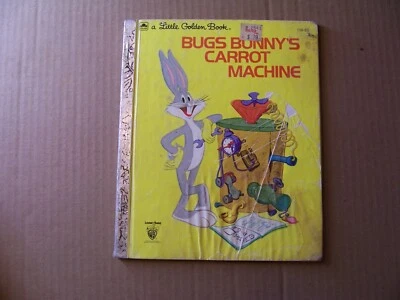 a Little Golden Book
BUGS BUNNY'S
CARROT
MACHINE